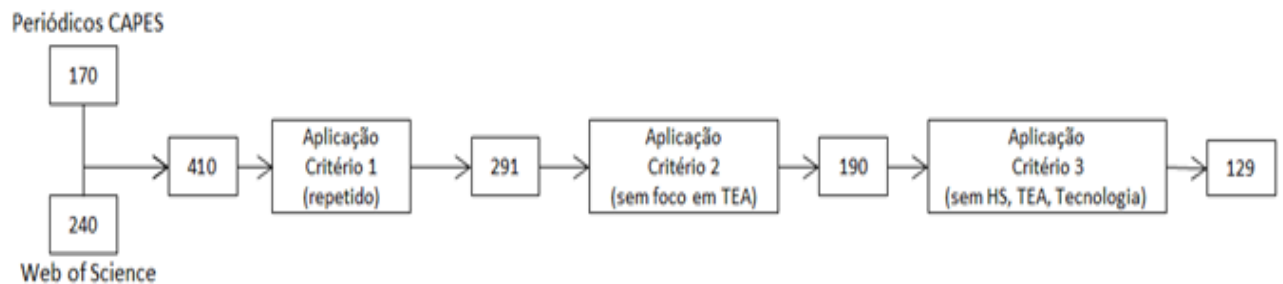 Periódicos CAPES
170
240
Web of Science
410
Aplicação
Critério 1
(repetido)
291
Aplicação
Critério 2
(sem foco em TEA)
190
Aplicação
Critério 3
(sem HS, TEA, Tecnologia)
129